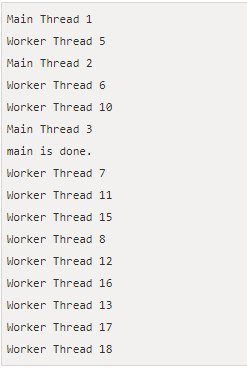 Main Thread 1
Worker Thread 5
Main Thread 2
Worker Thread 6
Worker Thread 10
Main Thread 3
main is done.
Worker Thread 7
Worker Thread 11
Worker Thread 15
Worker Thread 8
Worker Thread 12
Worker Thread 16
Worker Thread 13
Worker Thread 17
Worker Thread 18